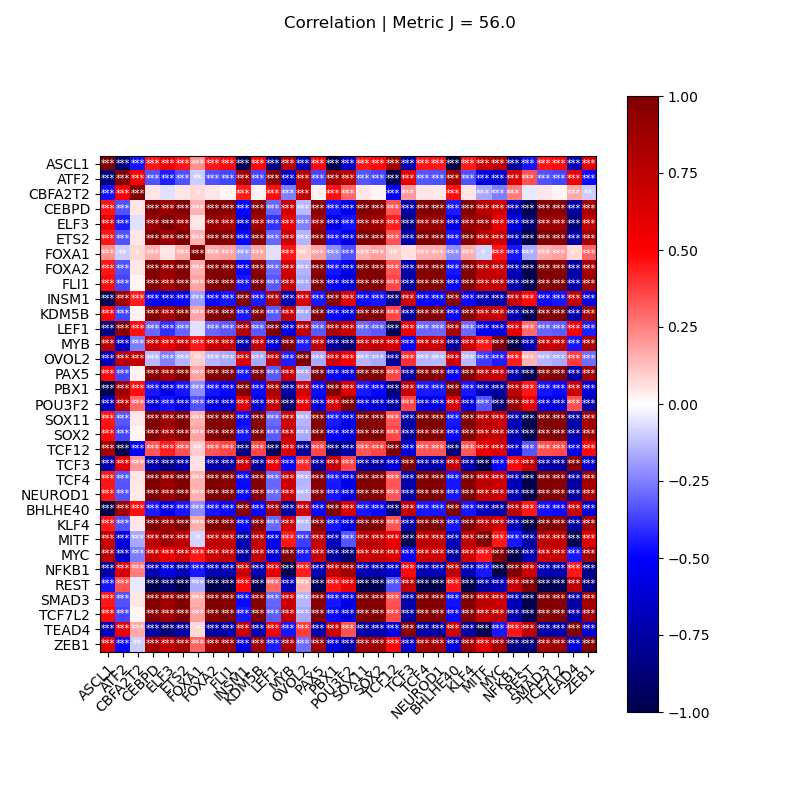 Correlation | Metric J = 56.0
ASCL1
ATF2
CBFA2T2
CEBPD
ELF3
ETS2
FOXA1
FOXA2
FLI1
INSM1
KDM5B
LEF1
MYB
OVOL2
PAX5
PBX1
POU3F2
SOX11
SOX2
TCF12
TCF3
TCF4
NEUROD1
BHLHE40
KLF4
MITF
MYC
NFKB1
REST
SMAD3
TCF7L2
TEAD4
ZEB1
ASCL1
ATF2
CBFA2T2
CEBPD
ELF3
ETS2
FOXA1
FOXA2
FLI1
INSM1
KDM5B
LEF1
MYB
OVOL2
PAX5
PBX1
POU3F2
SOX11
SOX2
TCF12
TCF3
TCF4
NEUROD1
BHLHE40
KLF4
MITF
MYC
NFKB1
REST
SMAD3
TCF7L2
TEAD4
ZEB1
1.00
0.75
0.50
0.25
0.00
−0.25
−0.50
−0.75
−1.00